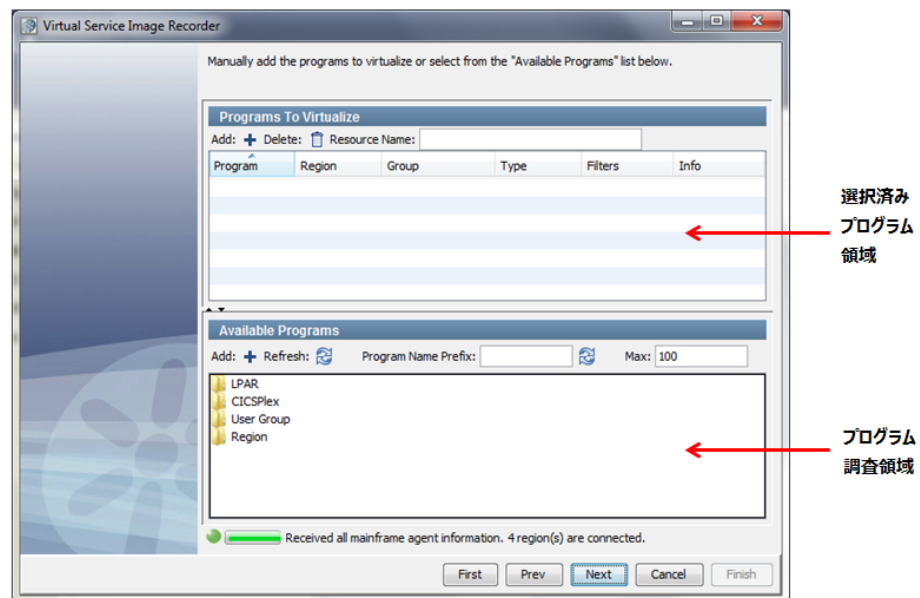 Virtual Service Image Recorder
Manually add the programs to virtualize or select from the "Available Programs" list below.
Programs To Virtualize
Add: Delete: Resource Name:
Program Region Group Type Filters Info
選択済み
プログラム
領域
Available Programs
Add: Refresh: Program Name Prefix: Max: 100
LPAR
CICSPlex
User Group
Region
プログラム
調査領域
Received all mainframe agent information. 4 region(s) are connected.
First Prev Next Cancel Finish